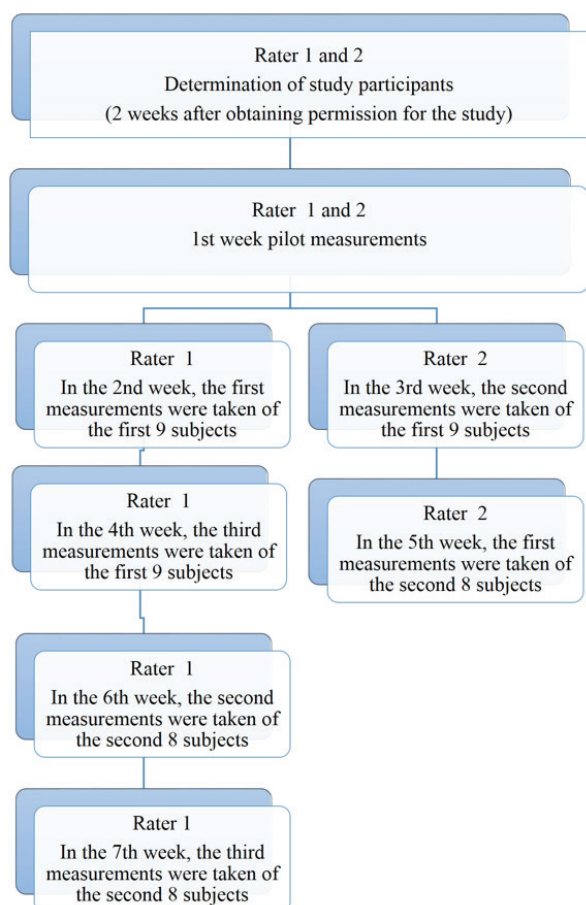 Rater 1 and 2
Determination of study participants
(2 weeks after obtaining permission for the study)
Rater 1 and 2
1st week pilot measurements
Rater 1
In the 2nd week, the first
measurements were taken of
the first 9 subjects
Rater 2
In the 3rd week, the second
measurements were taken of
the first 9 subjects
Rater 1
In the 4th week, the third
measurements were taken of
the first 9 subjects
Rater 2
In the 5th week, the first
measurements were taken of
the second 8 subjects
Rater 1
In the 6th week, the second
measurements were taken of
the second 8 subjects
Rater 1
In the 7th week, the third
measurements were taken of
the second 8 subjects